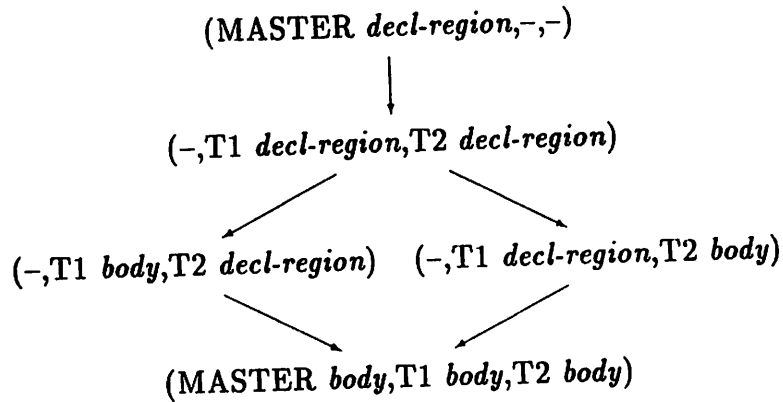 (MASTER decl-region,–,–)
(–,T1 decl-region,T2 decl-region)
(–,T1 body,T2 decl-region) (–,T1 decl-region,T2 body)
(MASTER body,T1 body,T2 body)